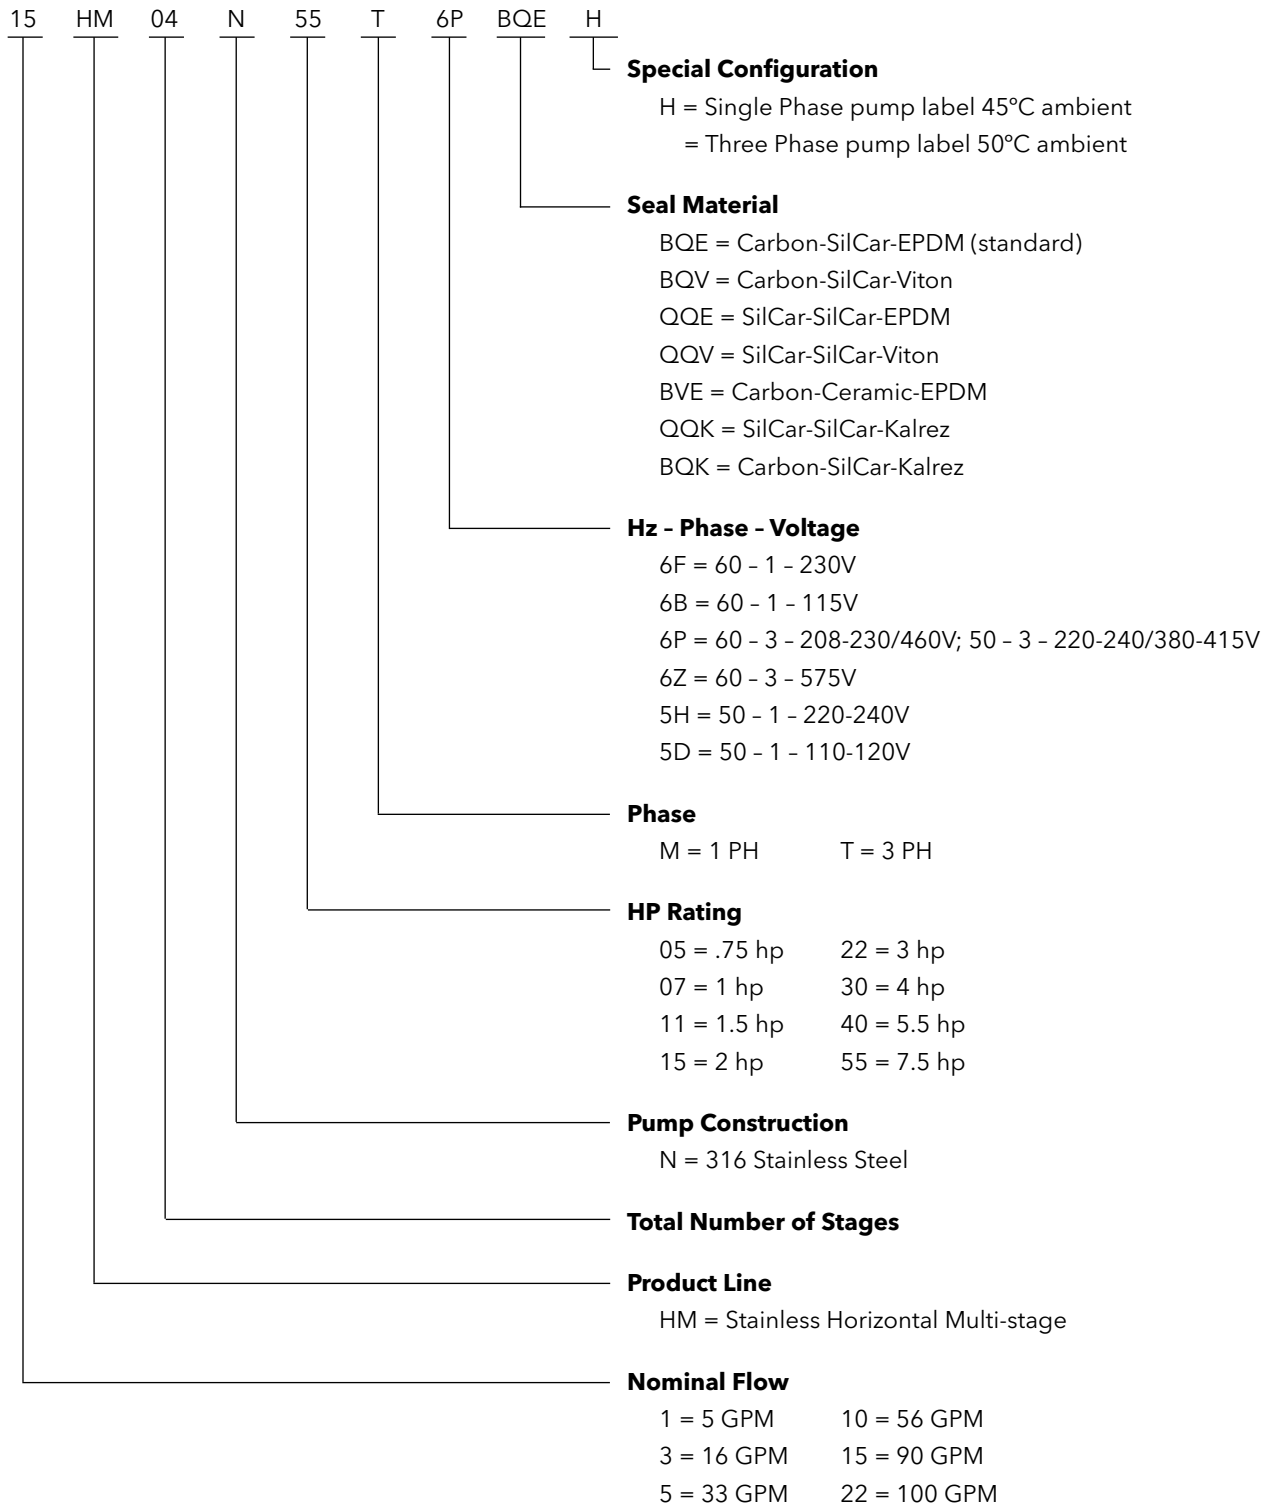 15 HM 04 N 55 T 6P BQE H
Special Configuration
H = Single Phase pump label 45ºC ambient
= Three Phase pump label 50ºC ambient
Seal Material
BQE = Carbon-SilCar-EPDM (standard)
BQV = Carbon-SilCar-Viton
QQE = SilCar-SilCar-EPDM
QQV = SilCar-SilCar-Viton
BVE = Carbon-Ceramic-EPDM
QQK = SilCar-SilCar-Kalrez
BQK = Carbon-SilCar-Kalrez
Hz – Phase – Voltage
6F = 60 – 1 – 230V
6B = 60 – 1 – 115V
6P = 60 – 3 – 208-230/460V; 50 – 3 – 220-240/380-415V
6Z = 60 – 3 – 575V
5H = 50 – 1 – 220-240V
5D = 50 – 1 – 110-120V
Phase
M = 1 PH T = 3 PH
HP Rating
05 = .75 hp 22 = 3 hp
07 = 1 hp 30 = 4 hp
11 = 1.5 hp 40 = 5.5 hp
15 = 2 hp 55 = 7.5 hp
Pump Construction
N = 316 Stainless Steel
Total Number of Stages
Product Line
HM = Stainless Horizontal Multi-stage
Nominal Flow
1 = 5 GPM 10 = 56 GPM
3 = 16 GPM 15 = 90 GPM
5 = 33 GPM 22 = 100 GPM